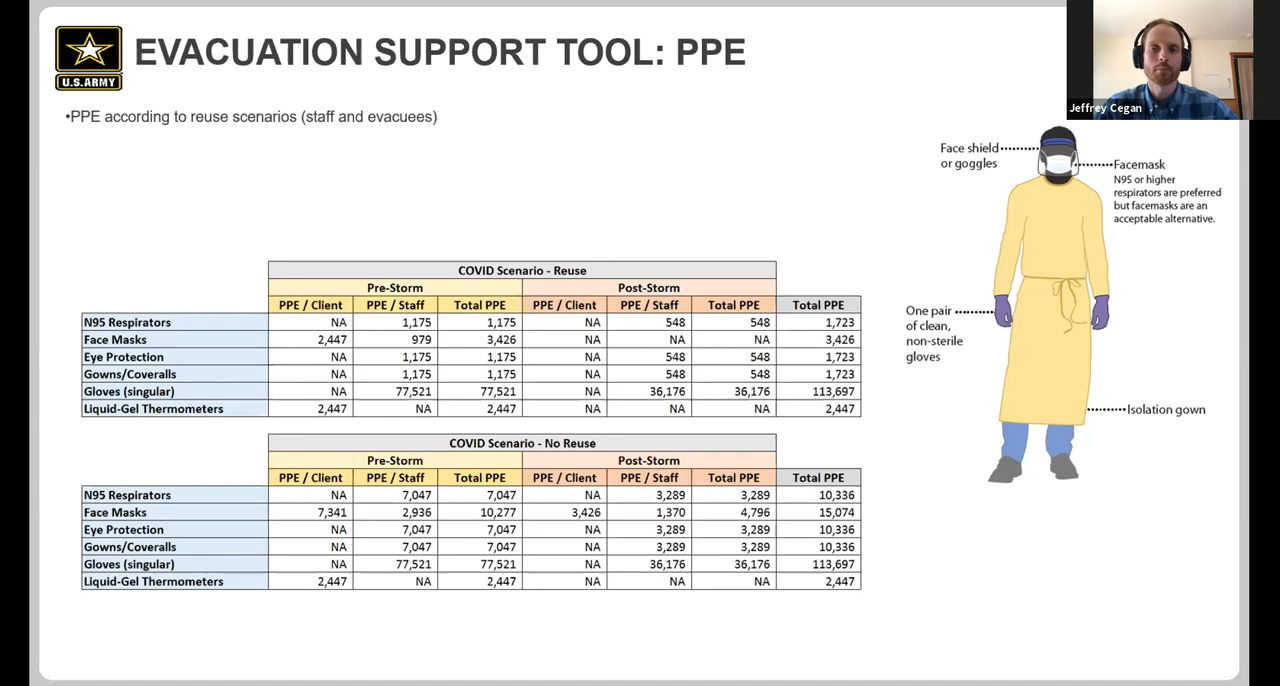 EVACUATION SUPPORT TOOL: PPE
U.S.ARMY
Jeffrey Cegan
•PPE according to reuse scenarios (staff and evacuees)
Face shield
or goggles
Facemask
N95 or higher
respirators are preferred
but facemasks are an
acceptable alternative.
One pair
of clean,
non-sterile
gloves
Isolation gown
COVID Scenario - Reuse
Pre-Storm Post-Storm
PPE / Client PPE / Staff Total PPE PPE / Client PPE / Staff Total PPE Total PPE
N95 Respirators NA 1,175 1,175 NA 548 548 1,723
Face Masks 2,447 979 3,426 NA NA NA 3,426
Eye Protection NA 1,175 1,175 NA 548 548 1,723
Gowns/Coveralls NA 1,175 1,175 NA 548 548 1,723
Gloves (singular) NA 77,521 77,521 NA 36,176 36,176 113,697
Liquid-Gel Thermometers 2,447 NA 2,447 NA NA NA 2,447
COVID Scenario - No Reuse
Pre-Storm Post-Storm
PPE / Client PPE / Staff Total PPE PPE / Client PPE / Staff Total PPE Total PPE
N95 Respirators NA 7,047 7,047 NA 3,289 3,289 10,336
Face Masks 7,341 2,936 10,277 3,426 1,370 4,796 15,074
Eye Protection NA 7,047 7,047 NA 3,289 3,289 10,336
Gowns/Coveralls NA 7,047 7,047 NA 3,289 3,289 10,336
Gloves (singular) NA 77,521 77,521 NA 36,176 36,176 113,697
Liquid-Gel Thermometers 2,447 NA 2,447 NA NA NA 2,447